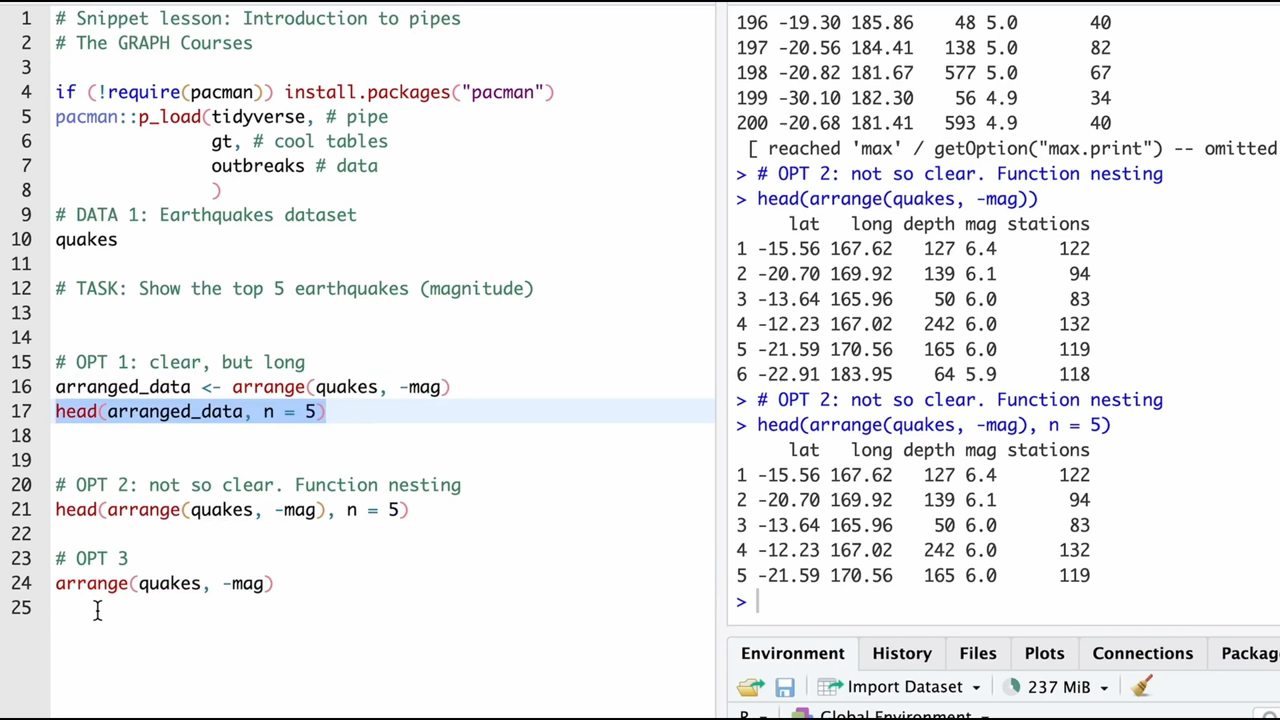 1 # Snippet lesson: Introduction to pipes
2 # The GRAPH Courses
3
4 if (!require(pacman)) install.packages("pacman")
5 pacman::p_load(tidyverse, # pipe
6 gt, # cool tables
7 outbreaks # data
8 )
9 # DATA 1: Earthquakes dataset
10 quakes
11
12 # TASK: Show the top 5 earthquakes (magnitude)
13
14
15 # OPT 1: clear, but long
16 arranged_data <- arrange(quakes, -mag)
17 head(arranged_data, n = 5)
18
19
20 # OPT 2: not so clear. Function nesting
21 head(arrange(quakes, -mag), n = 5)
22
23 # OPT 3
24 arrange(quakes, -mag)
25
196 -19.30 185.86 48 5.0 40
197 -20.56 184.41 138 5.0 82
198 -20.82 181.67 577 5.0 67
199 -30.10 182.30 56 4.9 34
200 -20.68 181.41 593 4.9 40
[ reached 'max' / getOption("max.print") -- omitted
> # OPT 2: not so clear. Function nesting
> head(arrange(quakes, -mag))
lat long depth mag stations
1 -15.56 167.62 127 6.4 122
2 -20.70 169.92 139 6.1 94
3 -13.64 165.96 50 6.0 83
4 -12.23 167.02 242 6.0 132
5 -21.59 170.56 165 6.0 119
6 -22.91 183.95 64 5.9 118
> # OPT 2: not so clear. Function nesting
> head(arrange(quakes, -mag), n = 5)
lat long depth mag stations
1 -15.56 167.62 127 6.4 122
2 -20.70 169.92 139 6.1 94
3 -13.64 165.96 50 6.0 83
4 -12.23 167.02 242 6.0 132
5 -21.59 170.56 165 6.0 119
>
Environment History Files Plots Connections Packag
Import Dataset 237 MiB
R Global Environment